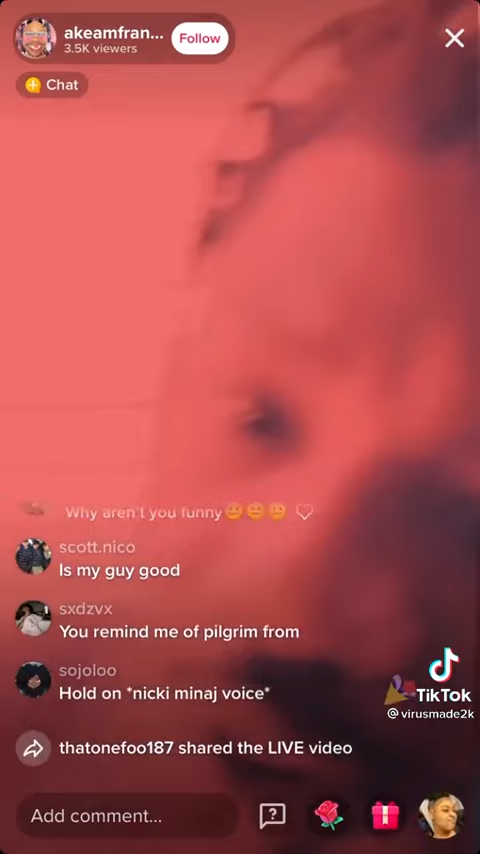 akeamfran...
3.5K viewers
Follow
Chat
Why aren't you funny😐😐😐
scott.nico
Is my guy good
sxdzvx
You remind me of pilgrim from
sojoloo
Hold on *nicki minaj voice*
thatonefoo187 shared the LIVE video
TikTok
@virusmade2k
Add comment...